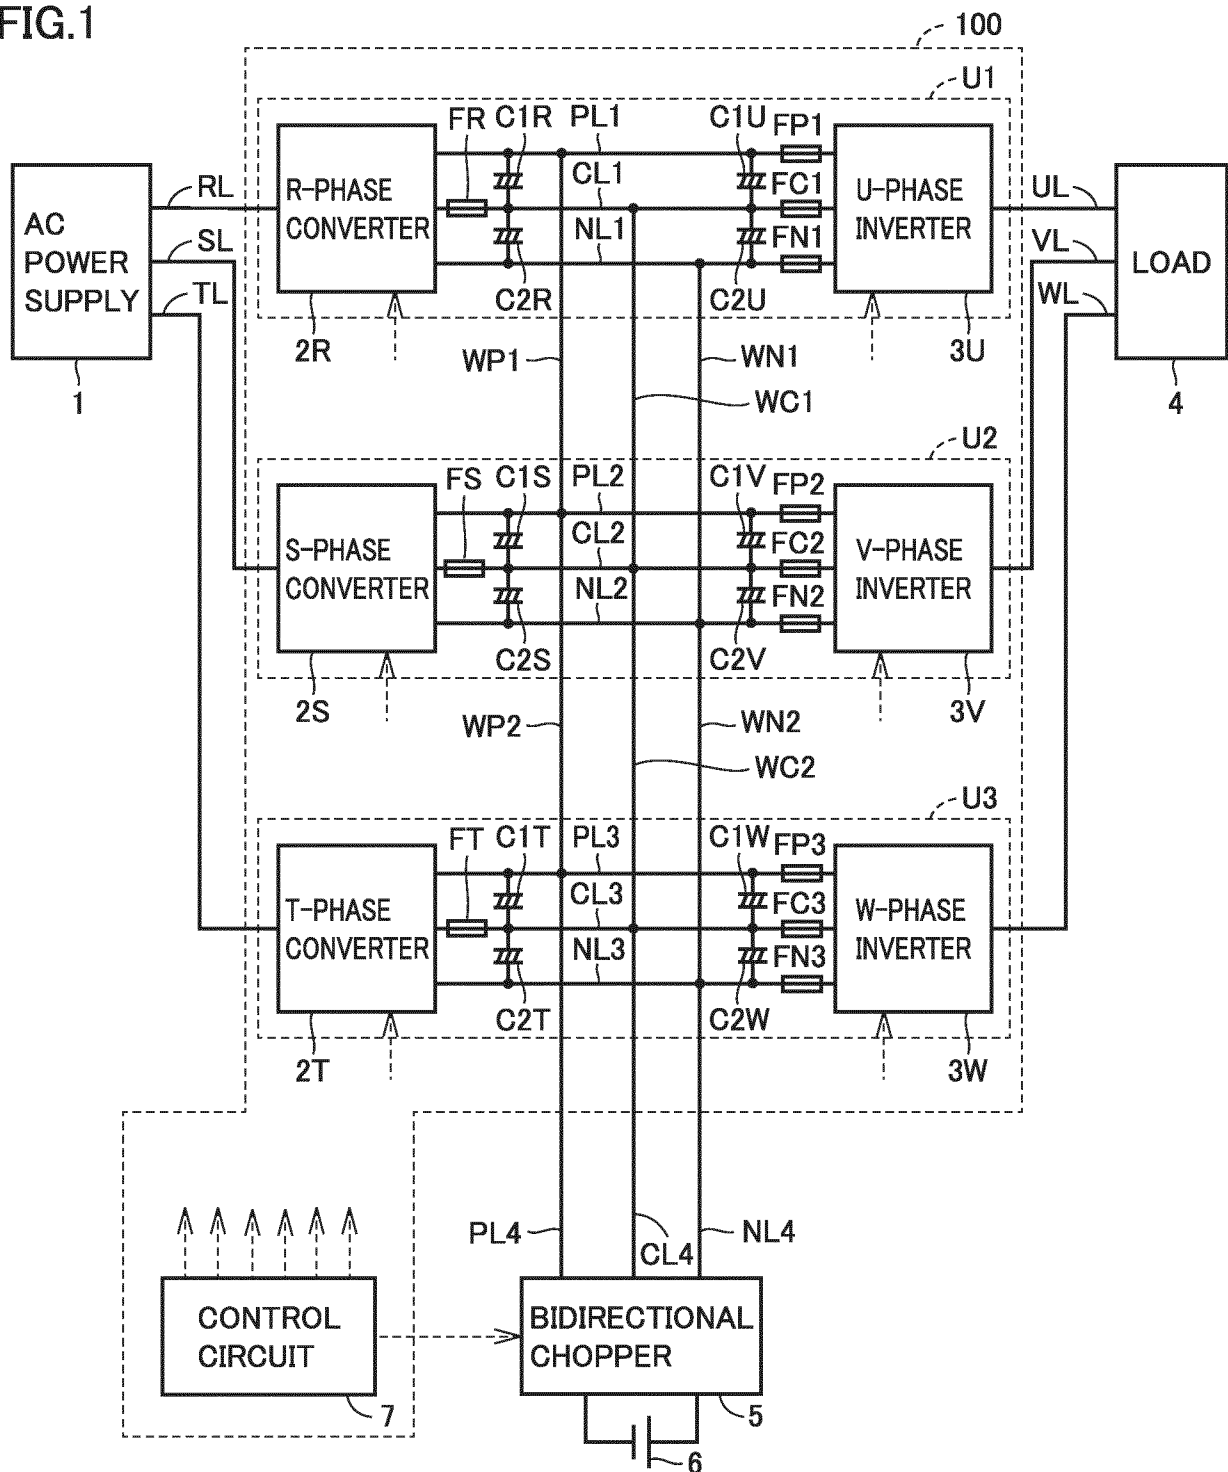 FIG.1
100
U1
FR
C1R
PL1
C1U
FP1
AC
POWER
SUPPLY
RL
SL
TL
R-PHASE
CONVERTER
CL1
NL1
FC1
FN1
U-PHASE
INVERTER
UL
VL
WL
LOAD
C2R
C2U
2R
3U
1
4
WP1
WN1
WC1
U2
FS
C1S
PL2
C1V
FP2
S-PHASE
CONVERTER
CL2
NL2
FC2
FN2
V-PHASE
INVERTER
C2S
C2V
2S
3V
WP2
WN2
WC2
U3
FT
C1T
PL3
C1W
FP3
T-PHASE
CONVERTER
CL3
NL3
FC3
FN3
W-PHASE
INVERTER
C2T
C2W
2T
3W
PL4
CL4
NL4
CONTROL
CIRCUIT
BIDIRECTIONAL
CHOPPER
7
5
6